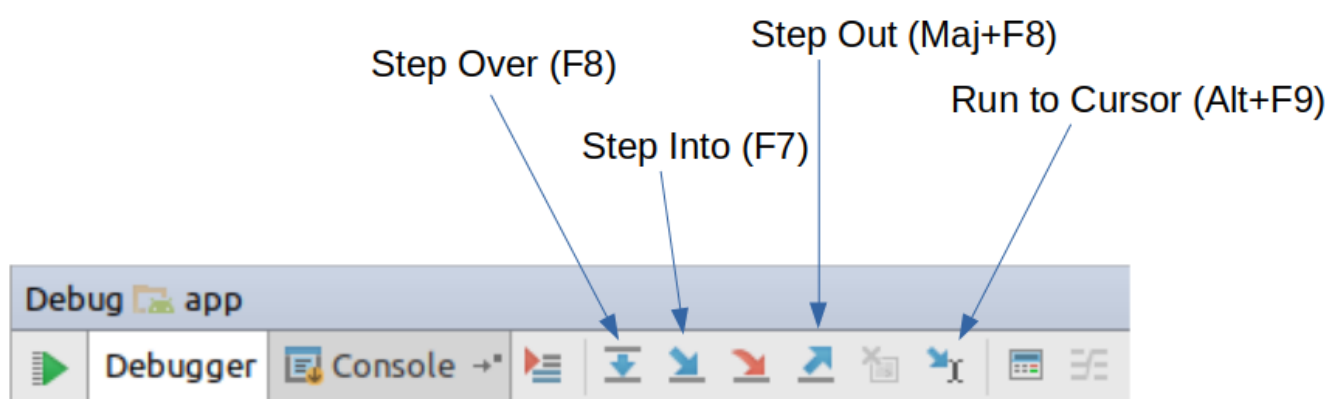 Step Out (Maj+F8)
Step Over (F8)
Run to Cursor (Alt+F9)
Step Into (F7)
Debug app
Debugger Console